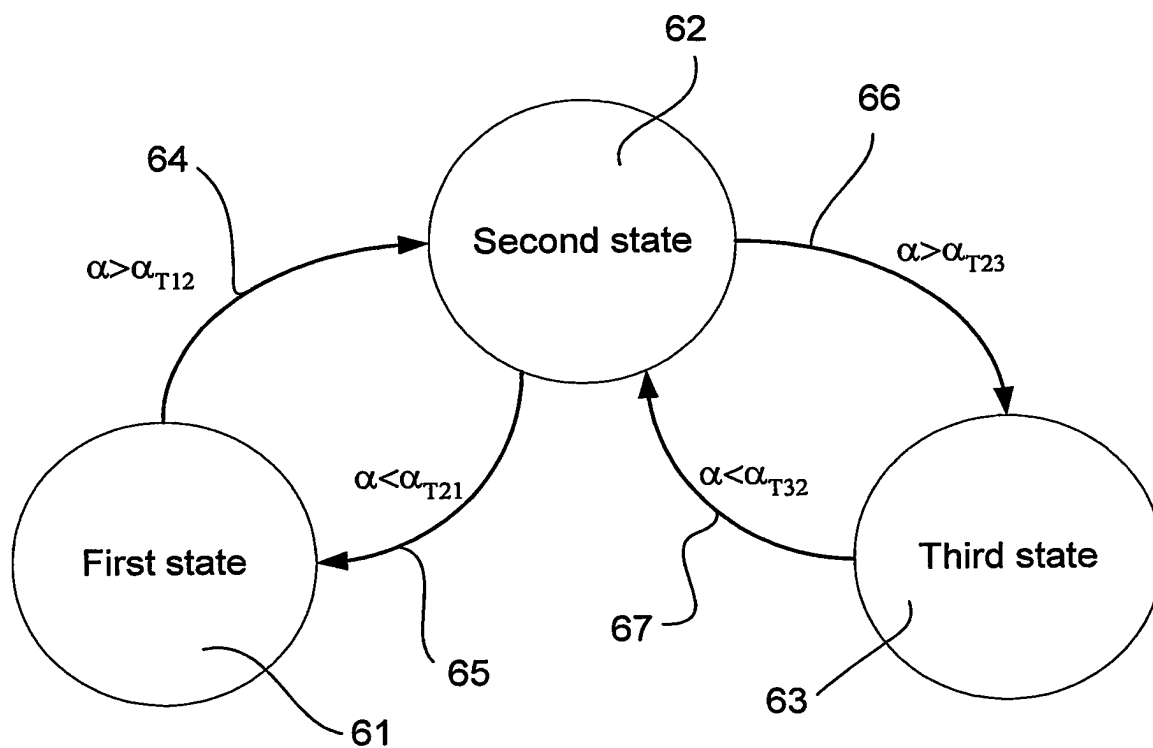 62
66
64
Second state
α>α_T12
α>α_T23
α<α_T21
α<α_T32
First state
Third state
65
67
61
63